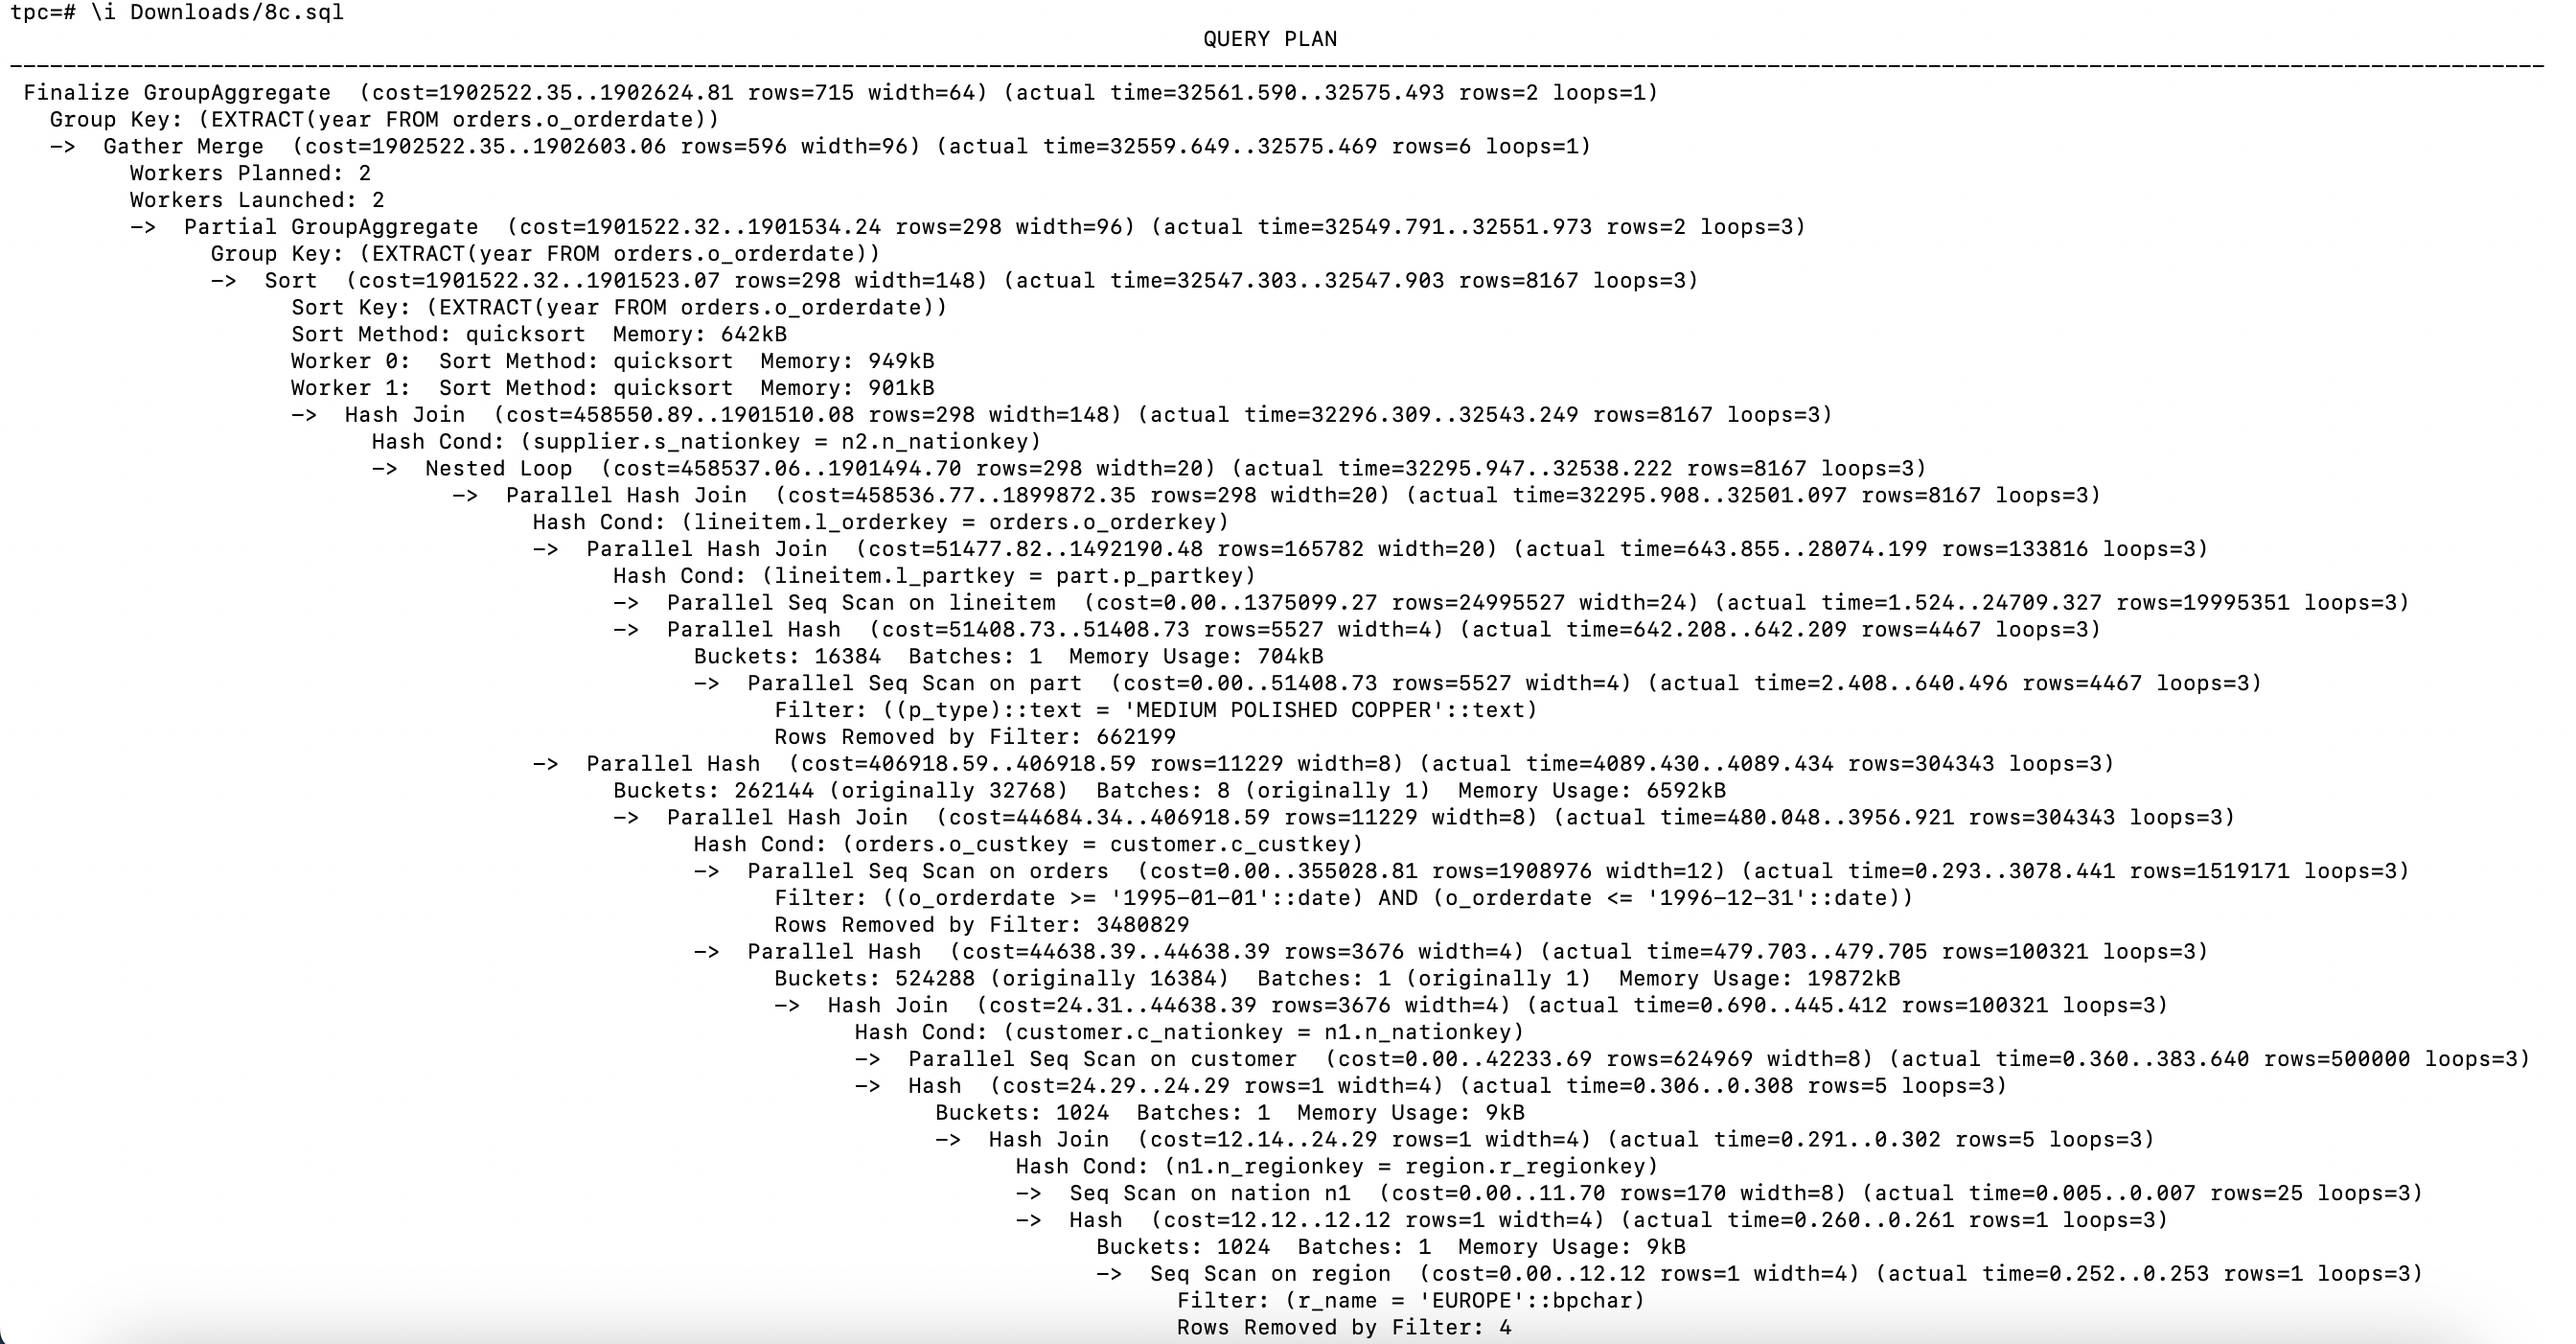 tpc=# \i Downloads/8c.sql
QUERY PLAN
--------------------------------------------------------------------------------------------------------------------------------------------------------------------------------------------
Finalize GroupAggregate  (cost=1902522.35..1902624.81 rows=715 width=64) (actual time=32561.590..32575.493 rows=2 loops=1)
Group Key: (EXTRACT(year FROM orders.o_orderdate))
->  Gather Merge  (cost=1902522.35..1902603.06 rows=596 width=96) (actual time=32559.649..32575.469 rows=6 loops=1)
Workers Planned: 2
Workers Launched: 2
->  Partial GroupAggregate  (cost=1901522.32..1901534.24 rows=298 width=96) (actual time=32549.791..32551.973 rows=2 loops=3)
Group Key: (EXTRACT(year FROM orders.o_orderdate))
->  Sort  (cost=1901522.32..1901523.07 rows=298 width=148) (actual time=32547.303..32547.903 rows=8167 loops=3)
Sort Key: (EXTRACT(year FROM orders.o_orderdate))
Sort Method: quicksort  Memory: 642kB
Worker 0:  Sort Method: quicksort  Memory: 949kB
Worker 1:  Sort Method: quicksort  Memory: 901kB
->  Hash Join  (cost=458550.89..1901510.08 rows=298 width=148) (actual time=32296.309..32543.249 rows=8167 loops=3)
Hash Cond: (supplier.s_nationkey = n2.n_nationkey)
->  Nested Loop  (cost=458537.06..1901494.70 rows=298 width=20) (actual time=32295.947..32538.222 rows=8167 loops=3)
->  Parallel Hash Join  (cost=458536.77..1899872.35 rows=298 width=20) (actual time=32295.908..32501.097 rows=8167 loops=3)
Hash Cond: (lineitem.l_orderkey = orders.o_orderkey)
->  Parallel Hash Join  (cost=51477.82..1492190.48 rows=165782 width=20) (actual time=643.855..28074.199 rows=133816 loops=3)
Hash Cond: (lineitem.l_partkey = part.p_partkey)
->  Parallel Seq Scan on lineitem  (cost=0.00..1375099.27 rows=24995527 width=24) (actual time=1.524..24709.327 rows=19995351 loops=3)
->  Parallel Hash  (cost=51408.73..51408.73 rows=5527 width=4) (actual time=642.208..642.209 rows=4467 loops=3)
Buckets: 16384  Batches: 1  Memory Usage: 704kB
->  Parallel Seq Scan on part  (cost=0.00..51408.73 rows=5527 width=4) (actual time=2.408..640.496 rows=4467 loops=3)
Filter: ((p_type)::text = 'MEDIUM POLISHED COPPER'::text)
Rows Removed by Filter: 662199
->  Parallel Hash  (cost=406918.59..406918.59 rows=11229 width=8) (actual time=4089.430..4089.434 rows=304343 loops=3)
Buckets: 262144 (originally 32768)  Batches: 8 (originally 1)  Memory Usage: 6592kB
->  Parallel Hash Join  (cost=44684.34..406918.59 rows=11229 width=8) (actual time=480.048..3956.921 rows=304343 loops=3)
Hash Cond: (orders.o_custkey = customer.c_custkey)
->  Parallel Seq Scan on orders  (cost=0.00..355028.81 rows=1908976 width=12) (actual time=0.293..3078.441 rows=1519171 loops=3)
Filter: ((o_orderdate >= '1995-01-01'::date) AND (o_orderdate <= '1996-12-31'::date))
Rows Removed by Filter: 3480829
->  Parallel Hash  (cost=44638.39..44638.39 rows=3676 width=4) (actual time=479.703..479.705 rows=100321 loops=3)
Buckets: 524288 (originally 16384)  Batches: 1 (originally 1)  Memory Usage: 19872kB
->  Hash Join  (cost=24.31..44638.39 rows=3676 width=4) (actual time=0.690..445.412 rows=100321 loops=3)
Hash Cond: (customer.c_nationkey = n1.n_nationkey)
->  Parallel Seq Scan on customer  (cost=0.00..42233.69 rows=624969 width=8) (actual time=0.360..383.640 rows=500000 loops=3)
->  Hash  (cost=24.29..24.29 rows=1 width=4) (actual time=0.306..0.308 rows=5 loops=3)
Buckets: 1024  Batches: 1  Memory Usage: 9kB
->  Hash Join  (cost=12.14..24.29 rows=1 width=4) (actual time=0.291..0.302 rows=5 loops=3)
Hash Cond: (n1.n_regionkey = region.r_regionkey)
->  Seq Scan on nation n1  (cost=0.00..11.70 rows=170 width=8) (actual time=0.005..0.007 rows=25 loops=3)
->  Hash  (cost=12.12..12.12 rows=1 width=4) (actual time=0.260..0.261 rows=1 loops=3)
Buckets: 1024  Batches: 1  Memory Usage: 9kB
->  Seq Scan on region  (cost=0.00..12.12 rows=1 width=4) (actual time=0.252..0.253 rows=1 loops=3)
Filter: (r_name = 'EUROPE'::bpchar)
Rows Removed by Filter: 4